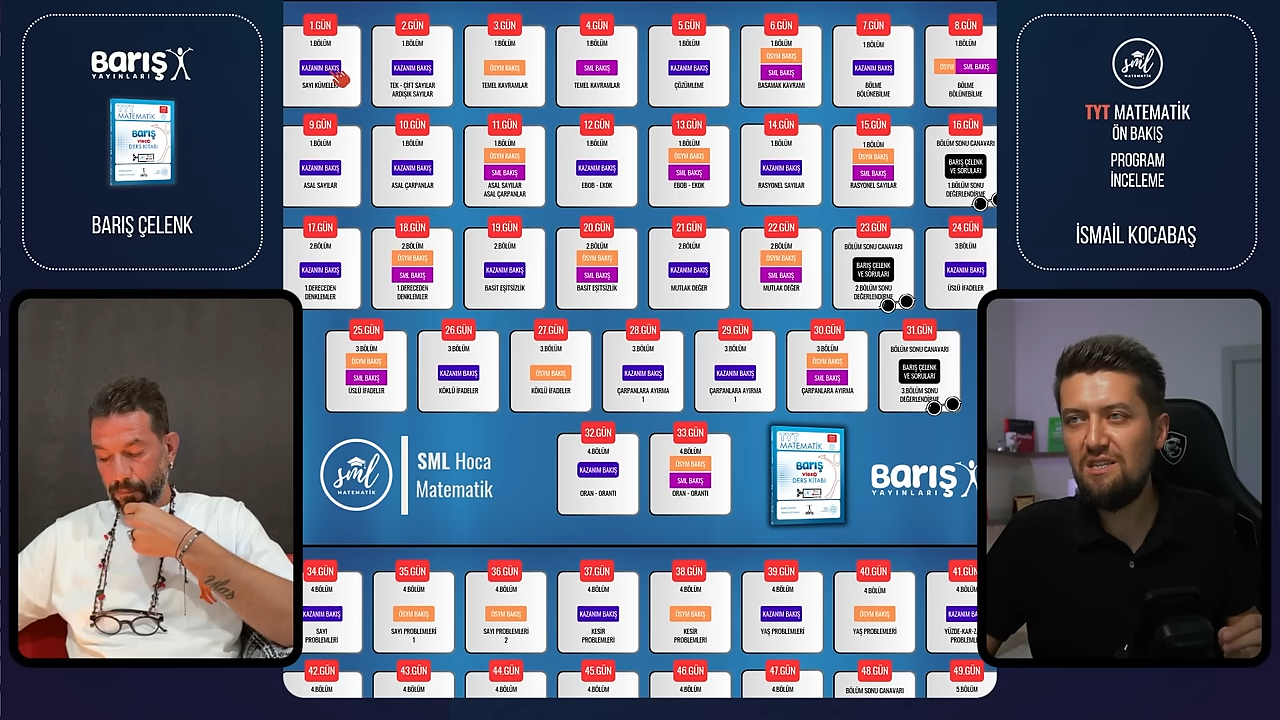 BARIŞ
YAYINLARI
TYT
MATEMATİK
BARIŞ
VİDEO
DERS KİTABI
BARIŞ ÇELENK
1.GÜN
1.BÖLÜM
KAZANIM BAKIŞ
SAYI KÜMELERİ
2.GÜN
1.BÖLÜM
KAZANIM BAKIŞ
TEK - ÇİFT SAYILAR
ARDIŞIK SAYILAR
3.GÜN
1.BÖLÜM
ÖSYM BAKIŞ
TEMEL KAVRAMLAR
4.GÜN
1.BÖLÜM
SML BAKIŞ
TEMEL KAVRAMLAR
5.GÜN
1.BÖLÜM
KAZANIM BAKIŞ
ÇÖZÜMLEME
6.GÜN
1.BÖLÜM
ÖSYM BAKIŞ
SML BAKIŞ
BASAMAK KAVRAMI
7.GÜN
1.BÖLÜM
KAZANIM BAKIŞ
BÖLME
BÖLÜNEBİLME
8.GÜN
1.BÖLÜM
ÖSYM SML BAKIŞ
BÖLME
BÖLÜNEBİLME
9.GÜN
1.BÖLÜM
KAZANIM BAKIŞ
ASAL SAYILAR
10.GÜN
1.BÖLÜM
KAZANIM BAKIŞ
ASAL ÇARPANLAR
11.GÜN
1.BÖLÜM
ÖSYM BAKIŞ
SML BAKIŞ
ASAL SAYILAR
ASAL ÇARPANLAR
12.GÜN
1.BÖLÜM
KAZANIM BAKIŞ
EBOB - EKOK
13.GÜN
1.BÖLÜM
ÖSYM BAKIŞ
SML BAKIŞ
EBOB - EKOK
14.GÜN
1.BÖLÜM
KAZANIM BAKIŞ
RASYONEL SAYILAR
15.GÜN
1.BÖLÜM
ÖSYM BAKIŞ
SML BAKIŞ
RASYONEL SAYILAR
16.GÜN
BÖLÜM SONU CANAVARI
BARIŞ ÇELENK
VE SORULARI
1.BÖLÜM SONU
DEĞERLENDİRME
17.GÜN
2.BÖLÜM
KAZANIM BAKIŞ
1.DERECEDEN
DENKLEMLER
18.GÜN
2.BÖLÜM
ÖSYM BAKIŞ
SML BAKIŞ
1.DERECEDEN
DENKLEMLER
19.GÜN
2.BÖLÜM
KAZANIM BAKIŞ
BASİT EŞİTSİZLİK
20.GÜN
2.BÖLÜM
ÖSYM BAKIŞ
SML BAKIŞ
BASİT EŞİTSİZLİK
21.GÜN
2.BÖLÜM
KAZANIM BAKIŞ
MUTLAK DEĞER
22.GÜN
2.BÖLÜM
ÖSYM BAKIŞ
SML BAKIŞ
MUTLAK DEĞER
23.GÜN
BÖLÜM SONU CANAVARI
BARIŞ ÇELENK
VE SORULARI
2.BÖLÜM SONU
DEĞERLENDİRME
24.GÜN
3.BÖLÜM
KAZANIM BAKIŞ
ÜSLÜ İFADELER
25.GÜN
3.BÖLÜM
ÖSYM BAKIŞ
SML BAKIŞ
ÜSLÜ İFADELER
26.GÜN
3.BÖLÜM
KAZANIM BAKIŞ
KÖKLÜ İFADELER
27.GÜN
3.BÖLÜM
ÖSYM BAKIŞ
KÖKLÜ İFADELER
28.GÜN
3.BÖLÜM
KAZANIM BAKIŞ
ÇARPANLARA AYIRMA
1
29.GÜN
3.BÖLÜM
KAZANIM BAKIŞ
ÇARPANLARA AYIRMA
1
30.GÜN
3.BÖLÜM
ÖSYM BAKIŞ
SML BAKIŞ
ÇARPANLARA AYIRMA
31.GÜN
BÖLÜM SONU CANAVARI
BARIŞ ÇELENK
VE SORULARI
3.BÖLÜM SONU
DEĞERLENDİRME
sml
MATEMATİK
SML Hoca
Matematik
32.GÜN
4.BÖLÜM
KAZANIM BAKIŞ
ORAN - ORANTI
33.GÜN
4.BÖLÜM
ÖSYM BAKIŞ
SML BAKIŞ
ORAN - ORANTI
TYT
MATEMATİK
BARIŞ
VİDEO
DERS KİTABI
BARIŞ
YAYINLARI
34.GÜN
4.BÖLÜM
KAZANIM BAKIŞ
SAYI
PROBLEMLERİ
35.GÜN
4.BÖLÜM
ÖSYM BAKIŞ
SAYI PROBLEMLERİ
1
36.GÜN
4.BÖLÜM
ÖSYM BAKIŞ
SAYI PROBLEMLERİ
2
37.GÜN
4.BÖLÜM
KAZANIM BAKIŞ
KESİR
PROBLEMLERİ
38.GÜN
4.BÖLÜM
ÖSYM BAKIŞ
KESİR
PROBLEMLERİ
39.GÜN
4.BÖLÜM
KAZANIM BAKIŞ
YAŞ PROBLEMLERİ
40.GÜN
4.BÖLÜM
ÖSYM BAKIŞ
YAŞ PROBLEMLERİ
41.GÜN
4.BÖLÜM
KAZANIM BA
YÜZDE-KAR-Z
PROBLEML
42.GÜN
4.BÖLÜM
43.GÜN
4.BÖLÜM
44.GÜN
4.BÖLÜM
45.GÜN
4.BÖLÜM
46.GÜN
4.BÖLÜM
47.GÜN
4.BÖLÜM
48.GÜN
BÖLÜM SONU CANAVARI
49.GÜN
5.BÖLÜM
sml
MATEMATİK
TYT MATEMATİK
ÖN BAKIŞ
PROGRAM
İNCELEME
İSMAİL KOCABAŞ